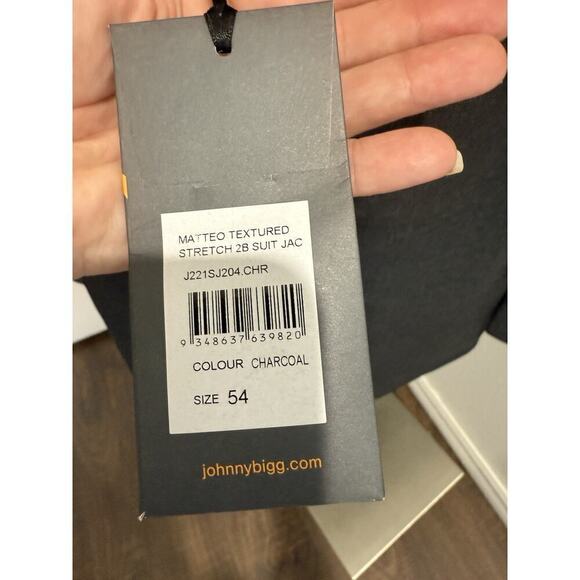 MATTEO TEXTURED
STRETCH 2B SUIT JAC
J221SJ204.CHR
9 348637 639820
COLOUR CHARCOAL
SIZE 54
johnnybigg.com